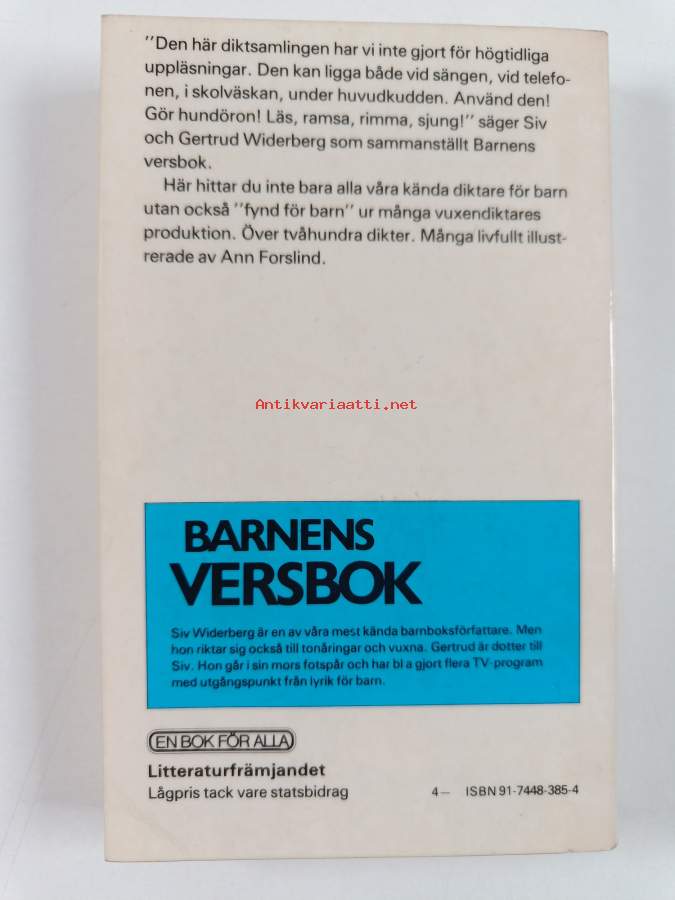 "Den här diktsamlingen har vi inte gjort för högtidliga
uppläsningar. Den kan ligga både vid sängen, vid telefo-
nen, i skolväskan, under huvudkudden. Använd den!
Gör hundöron! Läs, ramsa, rimma, sjung!" säger Siv
och Gertrud Widerberg som sammanställt Barnens
versbok.
Här hittar du inte bara alla våra kända diktare för barn
utan också "fynd för barn" ur många vuxendiktares
produktion. Över tvåhundra dikter. Många livfullt illust-
rerade av Ann Forslind.
Antikvariaatti.net
BARNENS
VERSBOK
Siv Widerberg är en av våra mest kända barnboksförfattare. Men
hon riktar sig också till tonåringar och vuxna. Gertrud är dotter till
Siv. Hon går i sin mors fotspår och har bl a gjort flera TV-program
med utgångspunkt från lyrik för barn.
EN BOK FÖR ALLA
Litteraturfrämjandet
Lågpris tack vare statsbidrag
4— ISBN 91-7448-385-4